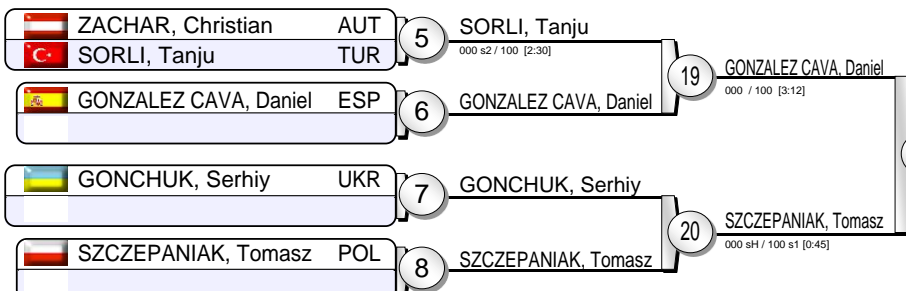 ZACHAR, Christian AUT
SORLI, Tanju TUR
5
SORLI, Tanju
000 s2 / 100 [2:30]
GONZALEZ CAVA, Daniel ESP
6
GONZALEZ CAVA, Daniel
19
GONZALEZ CAVA, Daniel
000 / 100 [3:12]
GONCHUK, Serhiy UKR
7
GONCHUK, Serhiy
SZCZEPANIAK, Tomasz POL
8
SZCZEPANIAK, Tomasz
20
SZCZEPANIAK, Tomasz
000 sH / 100 s1 [0:45]